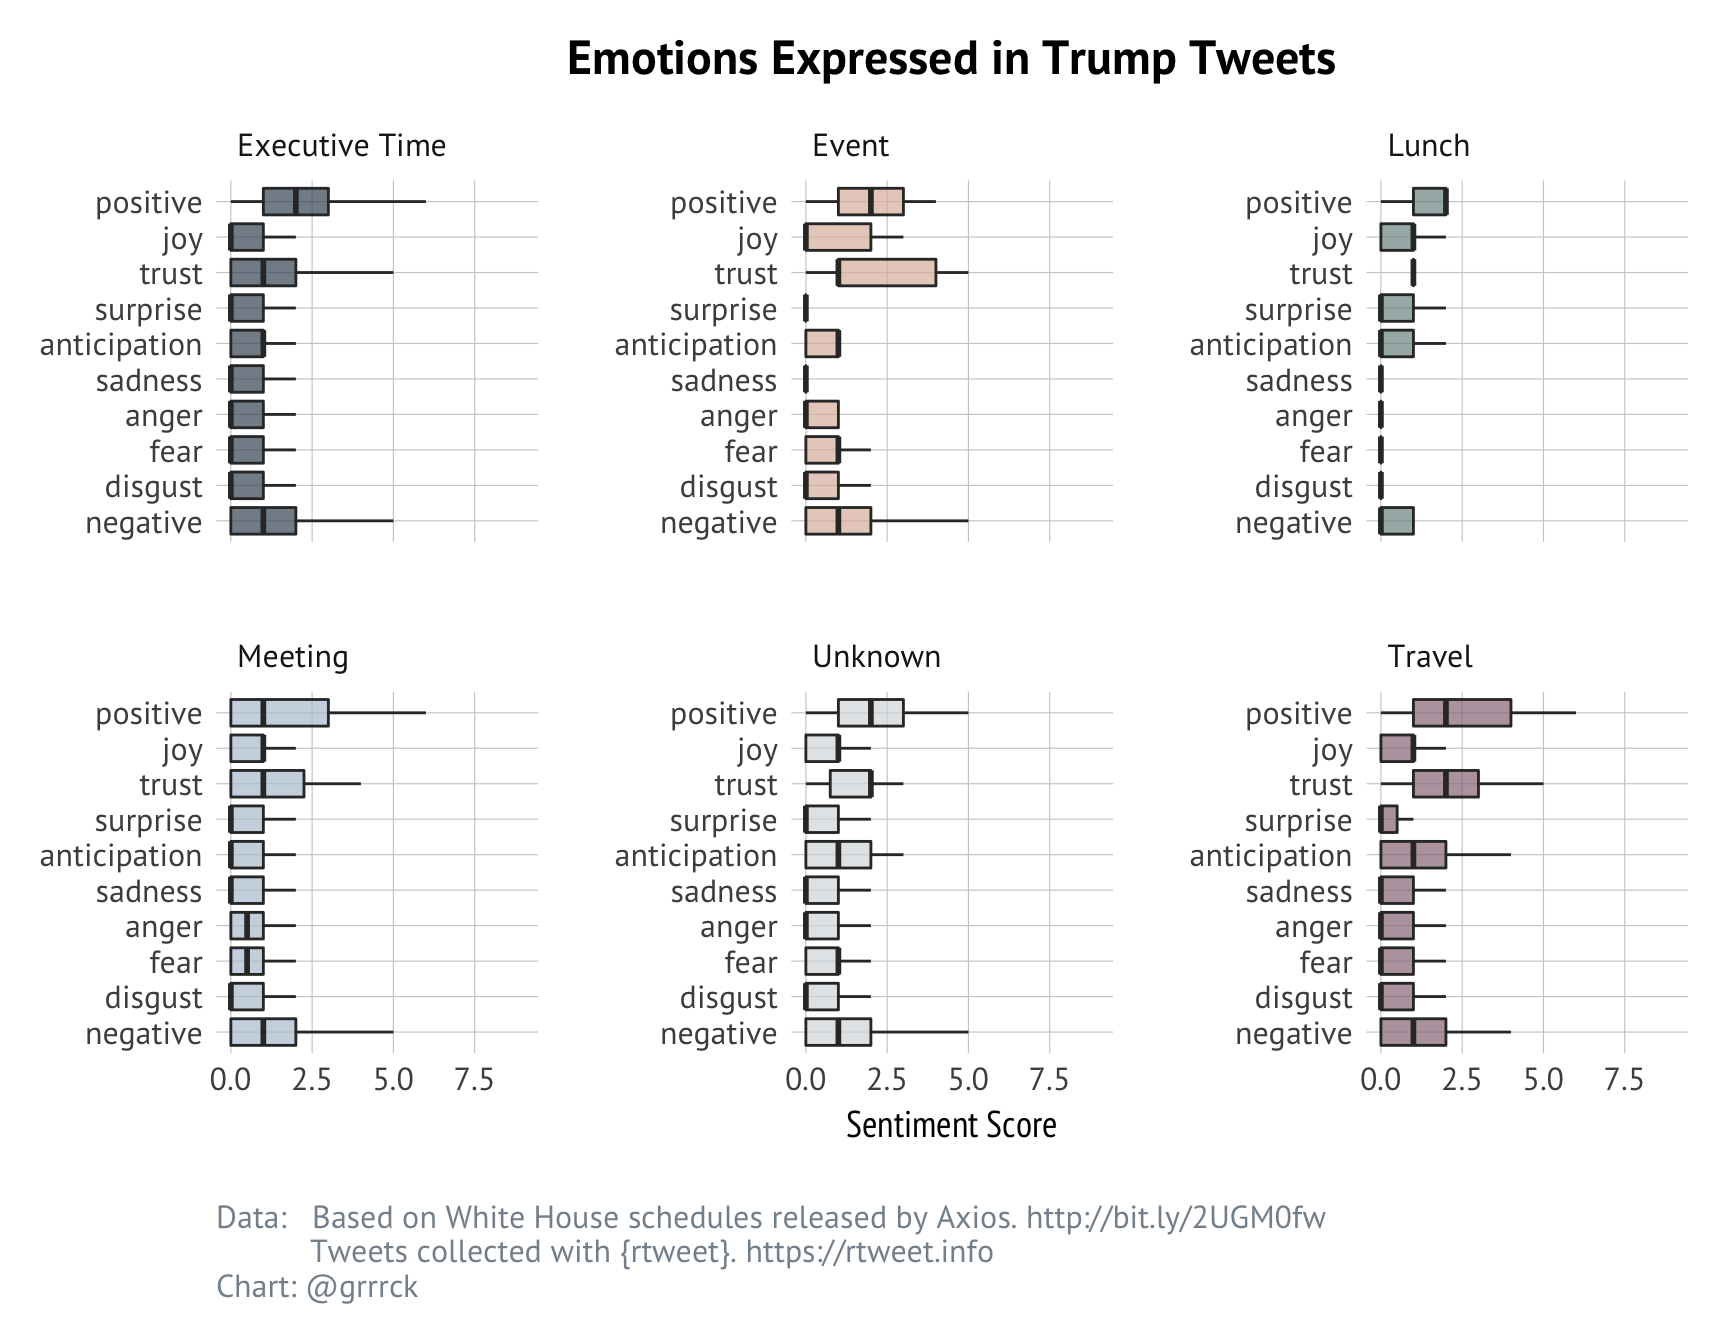 Emotions Expressed in Trump Tweets
Executive Time
positive
joy
trust
surprise
anticipation
sadness
anger
fear
disgust
negative
Event
positive
joy
trust
surprise
anticipation
sadness
anger
fear
disgust
negative
Lunch
positive
joy
trust
surprise
anticipation
sadness
anger
fear
disgust
negative
Meeting
positive
joy
trust
surprise
anticipation
sadness
anger
fear
disgust
negative
0.0 2.5 5.0 7.5
Unknown
positive
joy
trust
surprise
anticipation
sadness
anger
fear
disgust
negative
0.0 2.5 5.0 7.5
Travel
positive
joy
trust
surprise
anticipation
sadness
anger
fear
disgust
negative
0.0 2.5 5.0 7.5
Sentiment Score
Data: Based on White House schedules released by Axios. http://bit.ly/2UGM0fw
Tweets collected with {rtweet}. https://rtweet.info
Chart: @grrrck